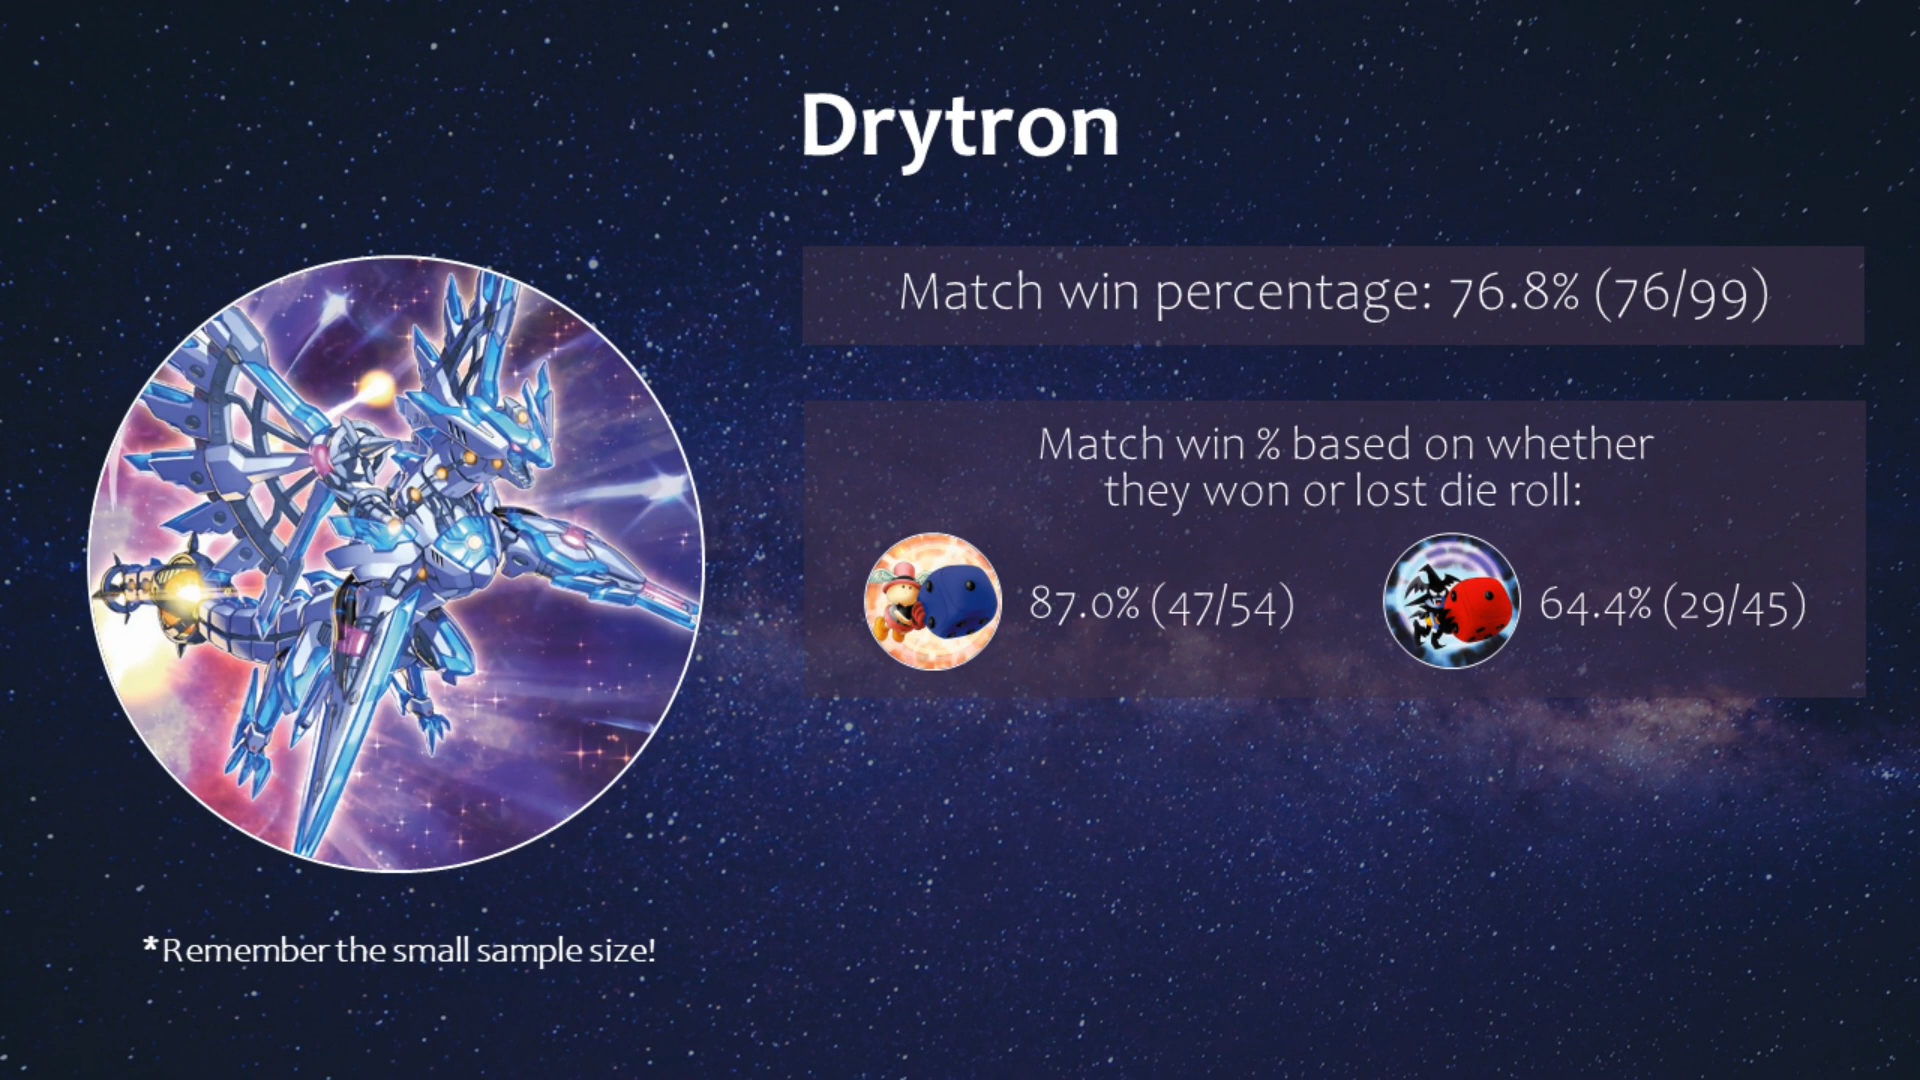 Drytron
Match win percentage: 76.8% (76/99)
Match win % based on whether
they won or lost die roll:
87.0% (47/54)
64.4% (29/45)
*Remember the small sample size!